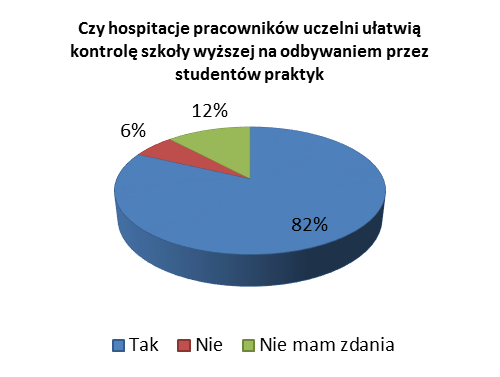 Czy hospitacje pracowników uczelni ułatwią
kontrolę szkoły wyższej na odbywaniem przez
studentów praktyk
12%
6%
82%
Tak Nie Nie mam zdania